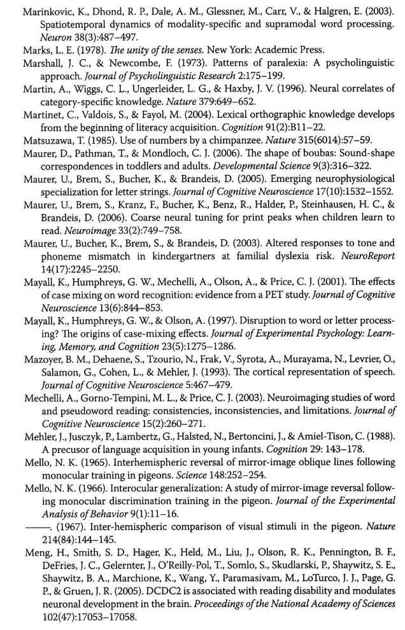 Marinkovic, K., Dhond, R. P., Dale, A. M., Glessner, M., Carr, V., & Halgren, E. (2003).
Spatiotemporal dynamics of modality-specific and supramodal word processing.
Neuron 38(3):487–497.
Marks, L. E. (1978). The unity of the senses. New York: Academic Press.
Marshall, J. C., & Newcombe, F. (1973). Patterns of paralexia: A psycholinguistic
approach. Journal of Psycholinguistic Research 2:175–199.
Martin, A., Wiggs, C. L., Ungerleider, L. G., & Haxby, J. V. (1996). Neural correlates of
category-specific knowledge. Nature 379:649–652.
Martinet, C., Valdois, S., & Fayol, M. (2004). Lexical orthographic knowledge develops
from the beginning of literacy acquisition. Cognition 91(2):B11–22.
Matsuzawa, T. (1985). Use of numbers by a chimpanzee. Nature 315(6014):57–59.
Maurer, D., Pathman, T., & Mondloch, C. J. (2006). The shape of boubas: Sound-shape
correspondences in toddlers and adults. Developmental Science 9(3):316–322.
Maurer, U., Brem, S., Bucher, K., & Brandeis, D. (2005). Emerging neurophysiological
specialization for letter strings. Journal of Cognitive Neuroscience 17(10):1532–1552.
Maurer, U., Brem, S., Kranz, F., Bucher, K., Benz, R., Halder, P., Steinhausen, H. C., &
Brandeis, D. (2006). Coarse neural tuning for print peaks when children learn to
read. Neuroimage 33(2):749–758.
Maurer, U., Bucher, K., Brem, S., & Brandeis, D. (2003). Altered responses to tone and
phoneme mismatch in kindergartners at familial dyslexia risk. NeuroReport
14(17):2245–2250.
Mayall, K., Humphreys, G. W., Mechelli, A., Olson, A., & Price, C. J. (2001). The effects
of case mixing on word recognition: evidence from a PET study. Journal of Cognitive
Neuroscience 13(6):844–853.
Mayall, K., Humphreys, G. W., & Olson, A. (1997). Disruption to word or letter process-
ing? The origins of case-mixing effects. Journal of Experimental Psychology: Learn-
ing, Memory, and Cognition 23(5):1275–1286.
Mazoyer, B. M., Dehaene, S., Tzourio, N., Frak, V., Syrota, A., Murayama, N., Levrier, O.,
Salamon, G., Cohen, L., & Mehler, J. (1993). The cortical representation of speech.
Journal of Cognitive Neuroscience 5:467–479.
Mechelli, A., Gorno-Tempini, M. L., & Price, C. J. (2003). Neuroimaging studies of word
and pseudoword reading: consistencies, inconsistencies, and limitations. Journal of
Cognitive Neuroscience 15(2):260–271.
Mehler, J., Jusczyk, P., Lambertz, G., Halsted, N., Bertoncini, J., & Amiel-Tison, C. (1988).
A precusor of language acquisition in young infants. Cognition 29: 143–178.
Mello, N. K. (1965). Interhemispheric reversal of mirror-image oblique lines following
monocular training in pigeons. Science 148:252–254.
Mello, N. K. (1966). Interocular generalization: A study of mirror-image reversal follow-
ing monocular discrimination training in the pigeon. Journal of the Experimental
Analysis of Behavior 9(1):11–16.
———. (1967). Inter-hemispheric comparison of visual stimuli in the pigeon. Nature
214(84):144–145.
Meng, H., Smith, S. D., Hager, K., Held, M., Liu, J., Olson, R. K., Pennington, B. F.,
DeFries, J. C., Gelernter, J., O'Reilly-Pol, T., Somlo, S., Skudlarski, P., Shaywitz, S. E.,
Shaywitz, B. A., Marchione, K., Wang, Y., Paramasivam, M., LoTurco, J. J., Page, G.
P., & Gruen, J. R. (2005). DCDC2 is associated with reading disability and modulates
neuronal development in the brain. Proceedings of the National Academy of Sciences
102(47):17053–17058.